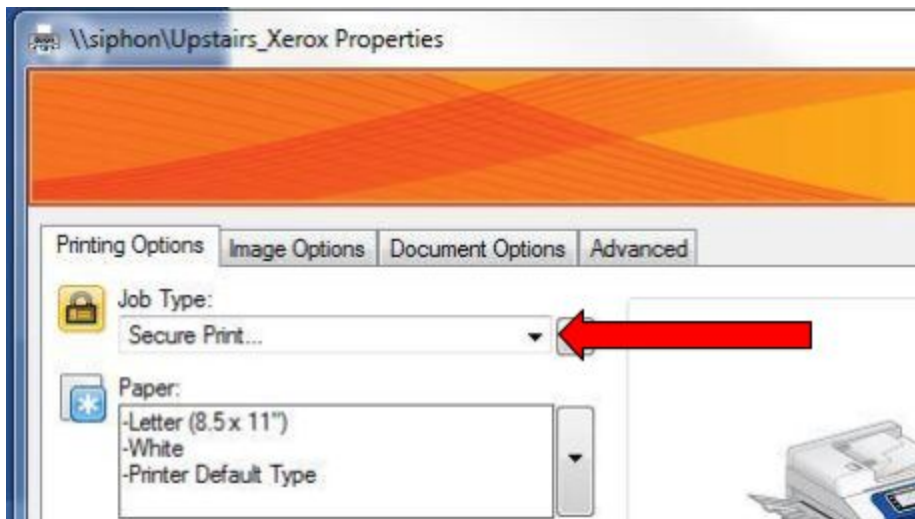 \\siphon\Upstairs_Xerox Properties
Printing Options Image Options Document Options Advanced
Job Type:
Secure Print...
Paper:
-Letter (8.5 x 11")
-White
-Printer Default Type